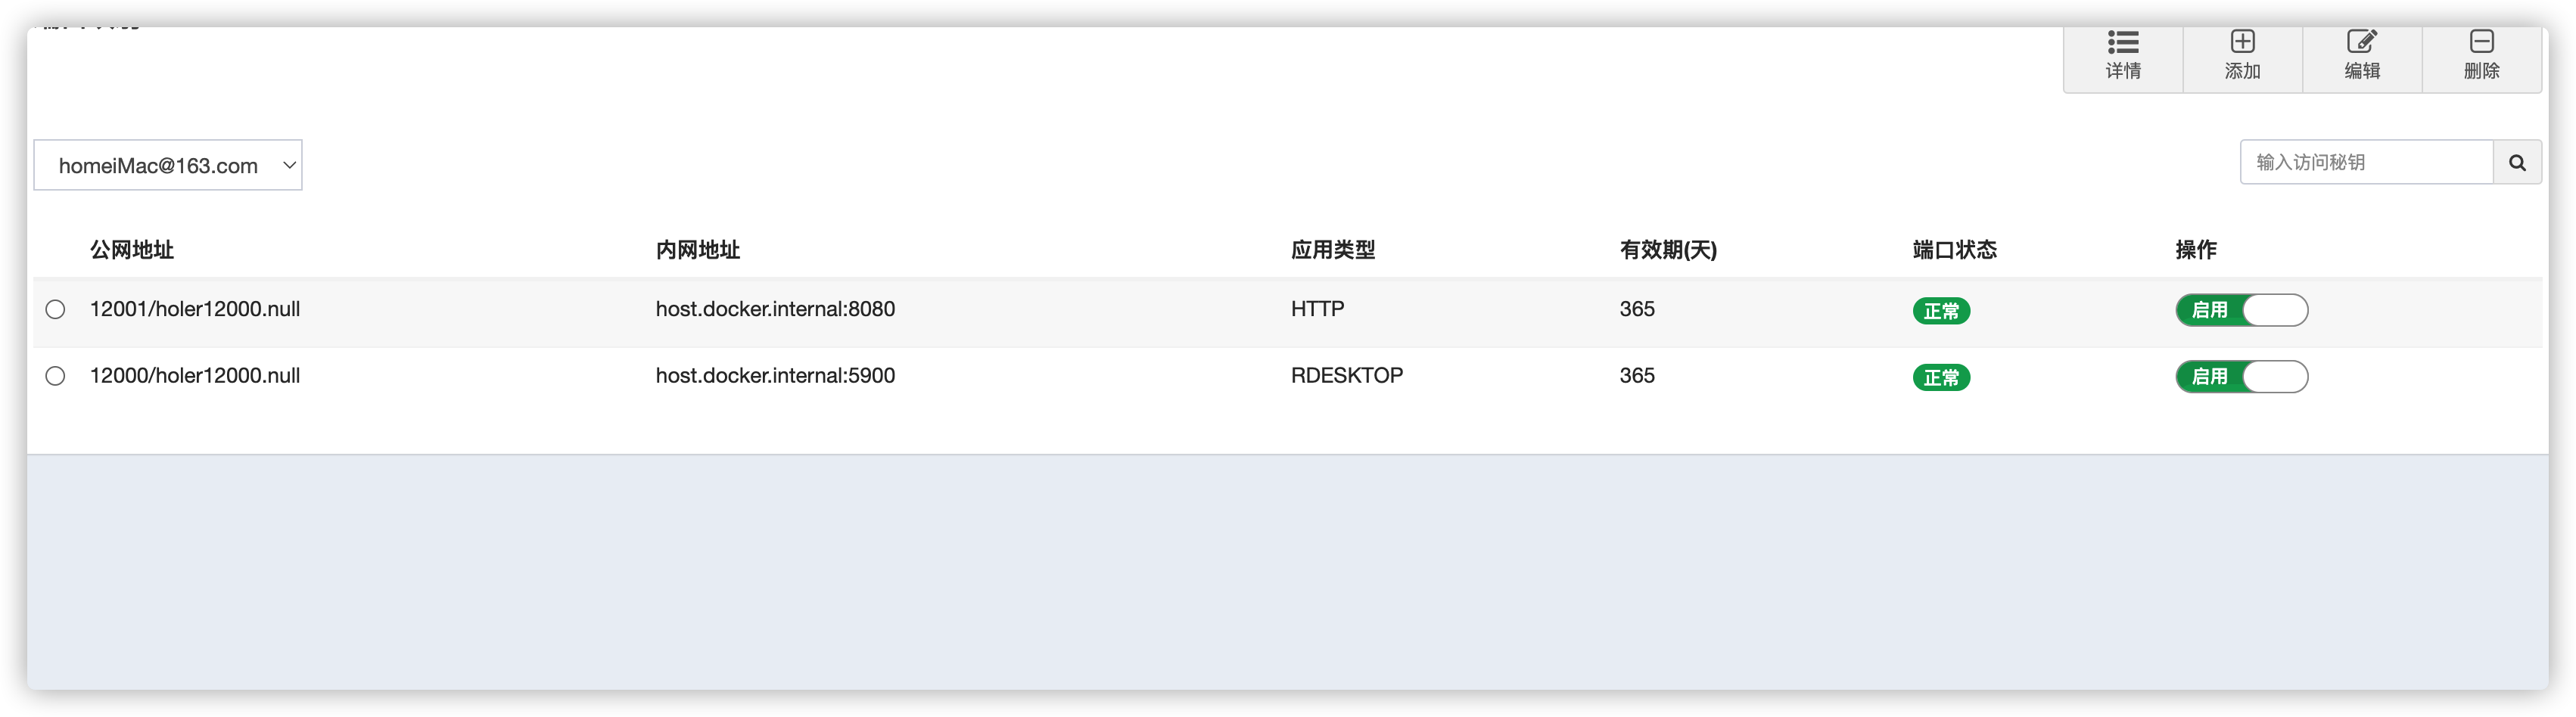 详情 添加 编辑 删除
homeiMac@163.com 输入访问秘钥
公网地址 内网地址 应用类型 有效期(天) 端口状态 操作
12001/holer12000.null host.docker.internal:8080 HTTP 365 正常 启用
12000/holer12000.null host.docker.internal:5900 RDESKTOP 365 正常 启用